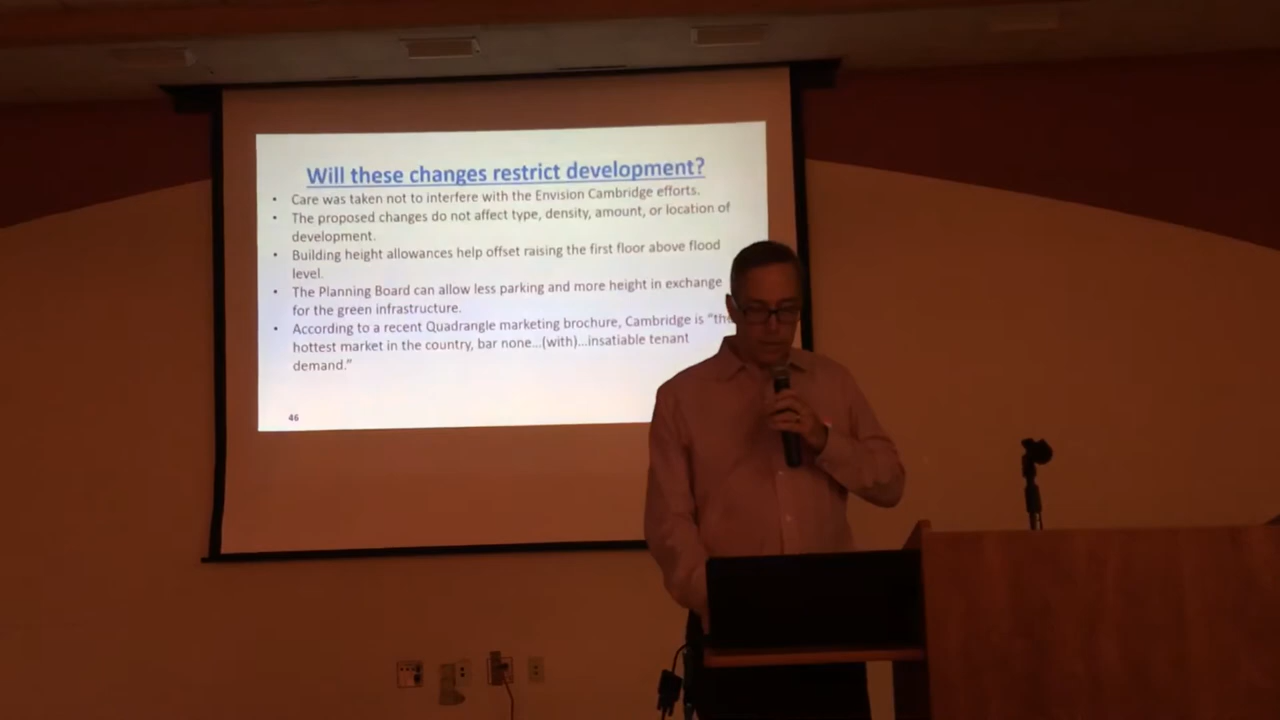 Will these changes restrict development?
• Care was taken not to interfere with the Envision Cambridge efforts.
• The proposed changes do not affect type, density, amount, or location of
development.
• Building height allowances help offset raising the first floor above flood
level.
• The Planning Board can allow less parking and more height in exchange
for the green infrastructure.
• According to a recent Quadrangle marketing brochure, Cambridge is “the
hottest market in the country, bar none...(with)...insatiable tenant
demand.”
46